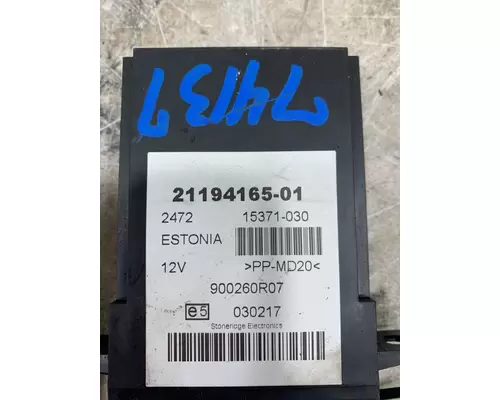 74137
21194165-01
2472 15371-030
ESTONIA
12V >PP-MD20<
900260R07
e5 030217
Stoneridge Electronics